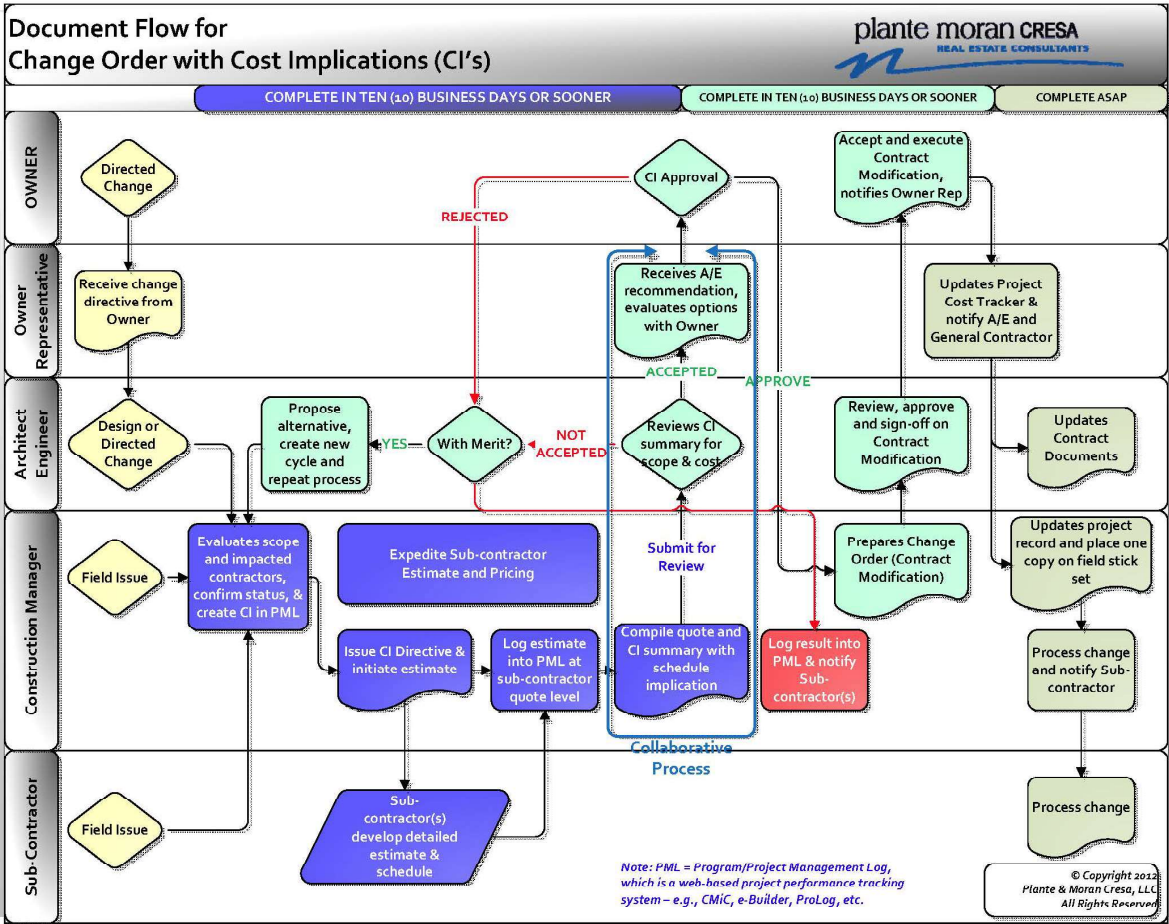 Document Flow for
Change Order with Cost Implications (CI's)
plante moran CRESA
REAL ESTATE CONSULTANTS
COMPLETE IN TEN (10) BUSINESS DAYS OR SOONER
COMPLETE IN TEN (10) BUSINESS DAYS OR SOONER
COMPLETE ASAP
OWNER
Directed
Change
CI Approval
Accept and execute
Contract
Modification,
notifies Owner Rep
REJECTED
Owner
Representative
Receive change
directive from
Owner
Receives A/E
recommendation,
evaluates options
with Owner
Updates Project
Cost Tracker &
notify A/E and
General Contractor
ACCEPTED
APPROVE
Architect
Engineer
Design or
Directed
Change
Propose
alternative,
create new
cycle and
repeat process
YES
With Merit?
NOT
ACCEPTED
Reviews CI
summary for
scope & cost
Review, approve
and sign-off on
Contract
Modification
Updates
Contract
Documents
Construction Manager
Field Issue
Evaluates scope
and impacted
contractors,
confirm status, &
create CI in PML
Expedite Sub-contractor
Estimate and Pricing
Submit for
Review
Prepares Change
Order (Contract
Modification)
Updates project
record and place one
copy on field stick
set
Issue CI Directive &
initiate estimate
Log estimate
into PML at
sub-contractor
quote level
Compile quote and
CI summary with
schedule
implication
Log result into
PML & notify
Sub-
contractor(s)
Process change
and notify Sub-
contractor
Collaborative
Process
Sub-Contractor
Field Issue
Sub-
contractor(s)
develop detailed
estimate &
schedule
Process change
Note: PML = Program/Project Management Log,
which is a web-based project performance tracking
system – e.g., CMiC, e-Builder, ProLog, etc.
© Copyright 2012
Plante & Moran Cresa, LLC
All Rights Reserved